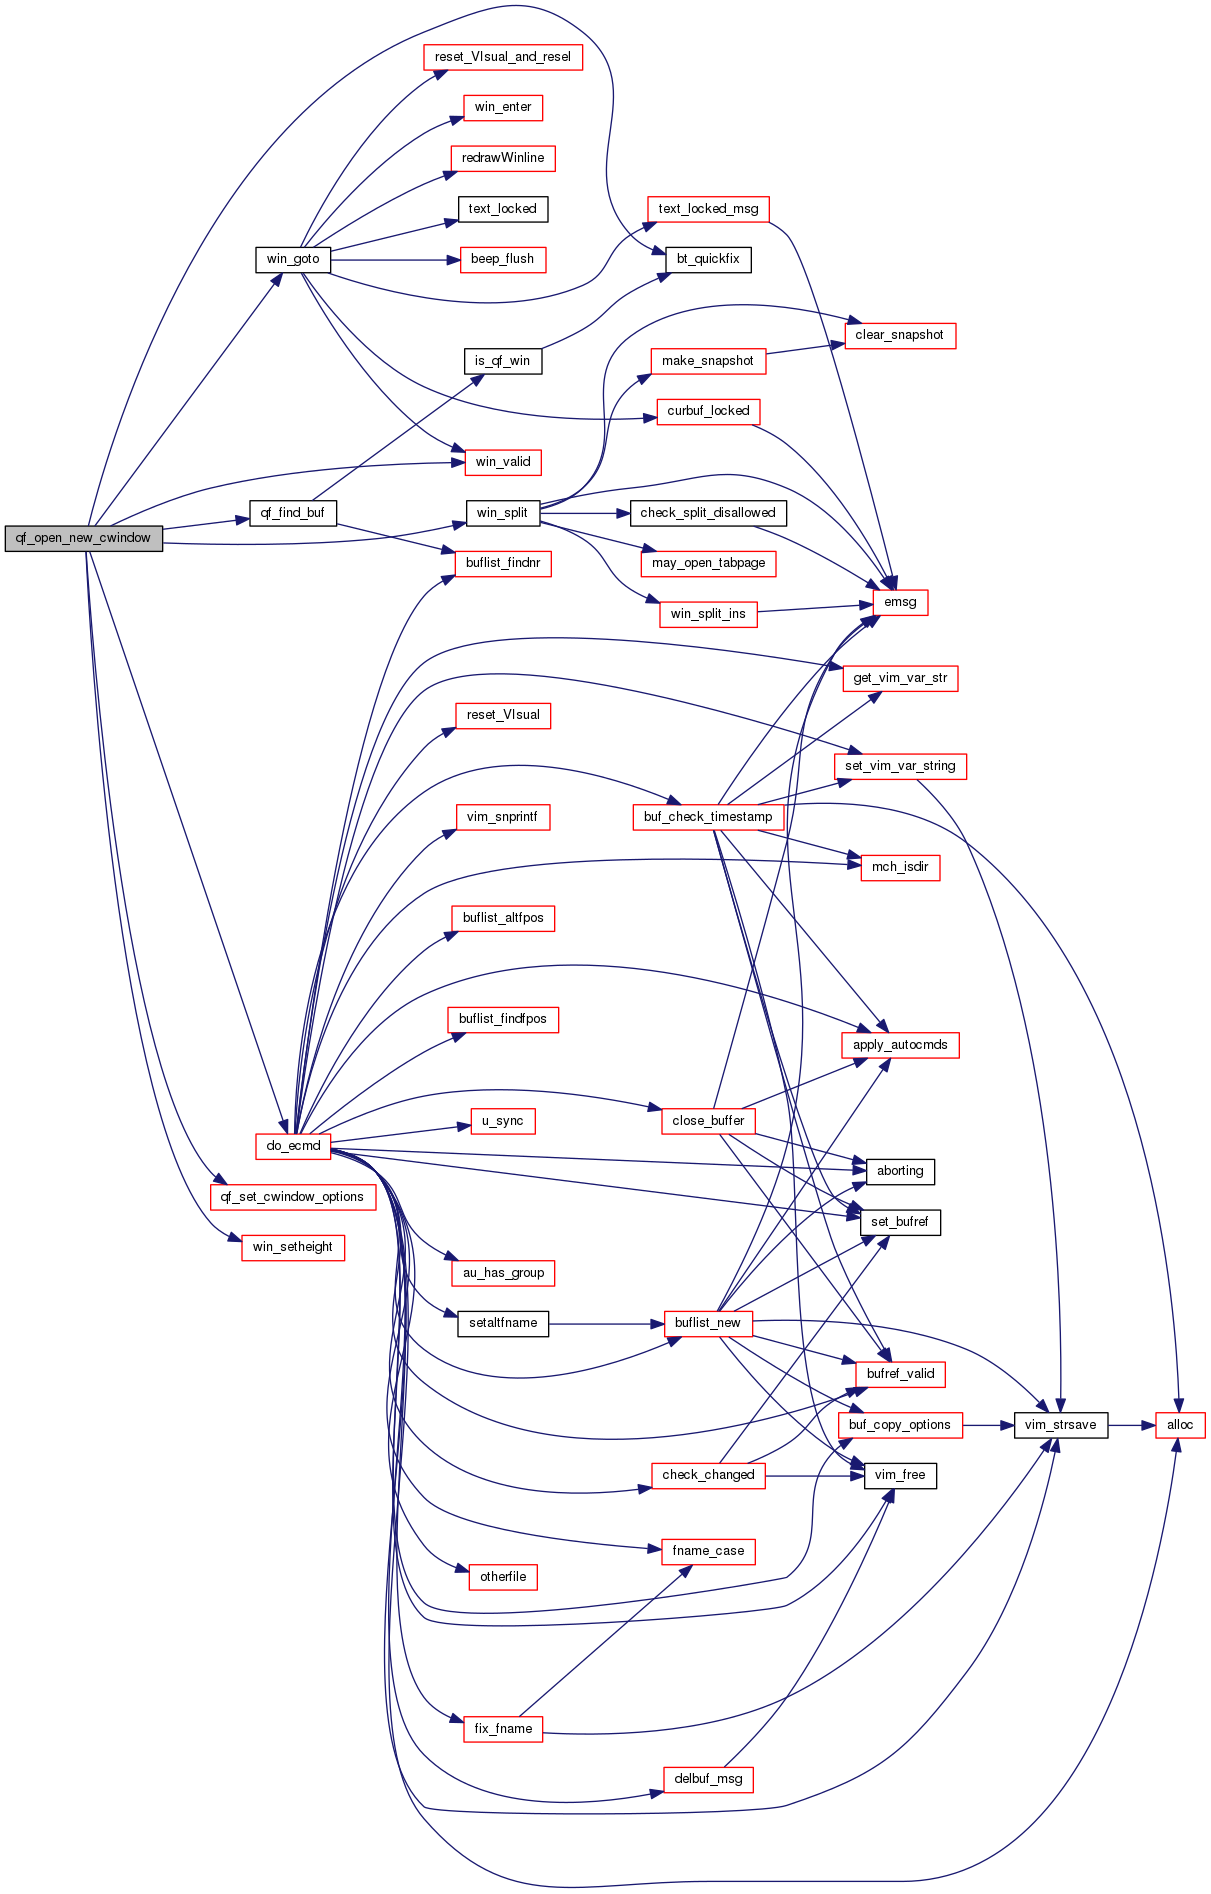 reset_VIsual_and_resel
win_enter
redrawWinline
text_locked
text_locked_msg
win_goto
beep_flush
bt_quickfix
clear_snapshot
is_qf_win
make_snapshot
curbuf_locked
win_valid
qf_find_buf
win_split
check_split_disallowed
qf_open_new_cwindow
buflist_findnr
may_open_tabpage
emsg
win_split_ins
get_vim_var_str
reset_VIsual
set_vim_var_string
vim_snprintf
buf_check_timestamp
mch_isdir
buflist_altfpos
buflist_findfpos
apply_autocmds
u_sync
close_buffer
do_ecmd
aborting
qf_set_cwindow_options
set_bufref
win_setheight
au_has_group
setaltfname
buflist_new
bufref_valid
buf_copy_options
vim_strsave
alloc
check_changed
vim_free
fname_case
otherfile
fix_fname
delbuf_msg